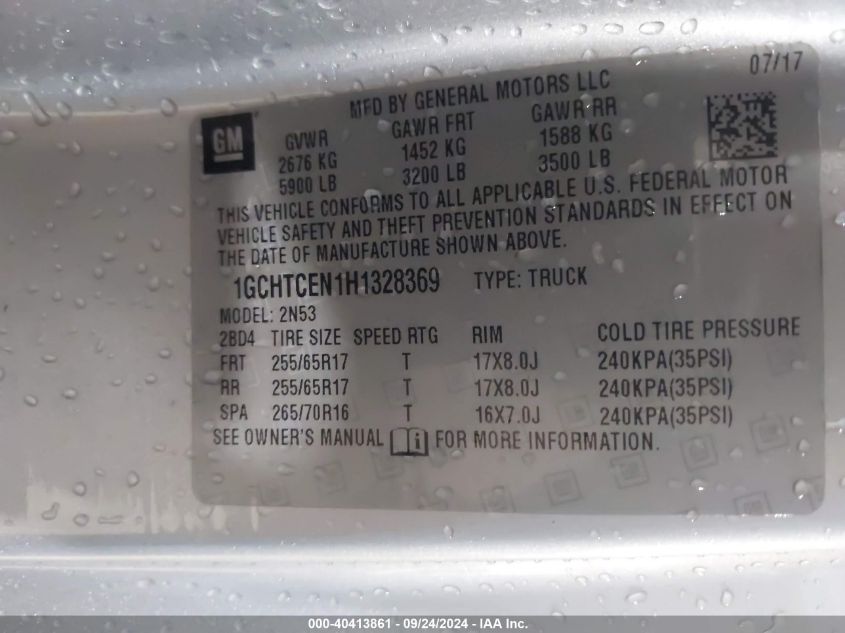 07/17
MFD BY GENERAL MOTORS LLC
GM
GVWR GAWR FRT GAWR RR
2676 KG 1452 KG 1588 KG
5900 LB 3200 LB 3500 LB
THIS VEHICLE CONFORMS TO ALL APPLICABLE U.S. FEDERAL MOTOR
VEHICLE SAFETY AND THEFT PREVENTION STANDARDS IN EFFECT ON
THE DATE OF MANUFACTURE SHOWN ABOVE.
1GCHTCEN1H1328369 TYPE: TRUCK
MODEL: 2N53
2BD4 TIRE SIZE SPEED RTG RIM COLD TIRE PRESSURE
FRT 255/65R17 T 17X8.0J 240KPA(35PSI)
RR 255/65R17 T 17X8.0J 240KPA(35PSI)
SPA 265/70R16 T 16X7.0J 240KPA(35PSI)
SEE OWNER'S MANUAL i FOR MORE INFORMATION.
000-40413861 - 09/24/2024 - IAA Inc.